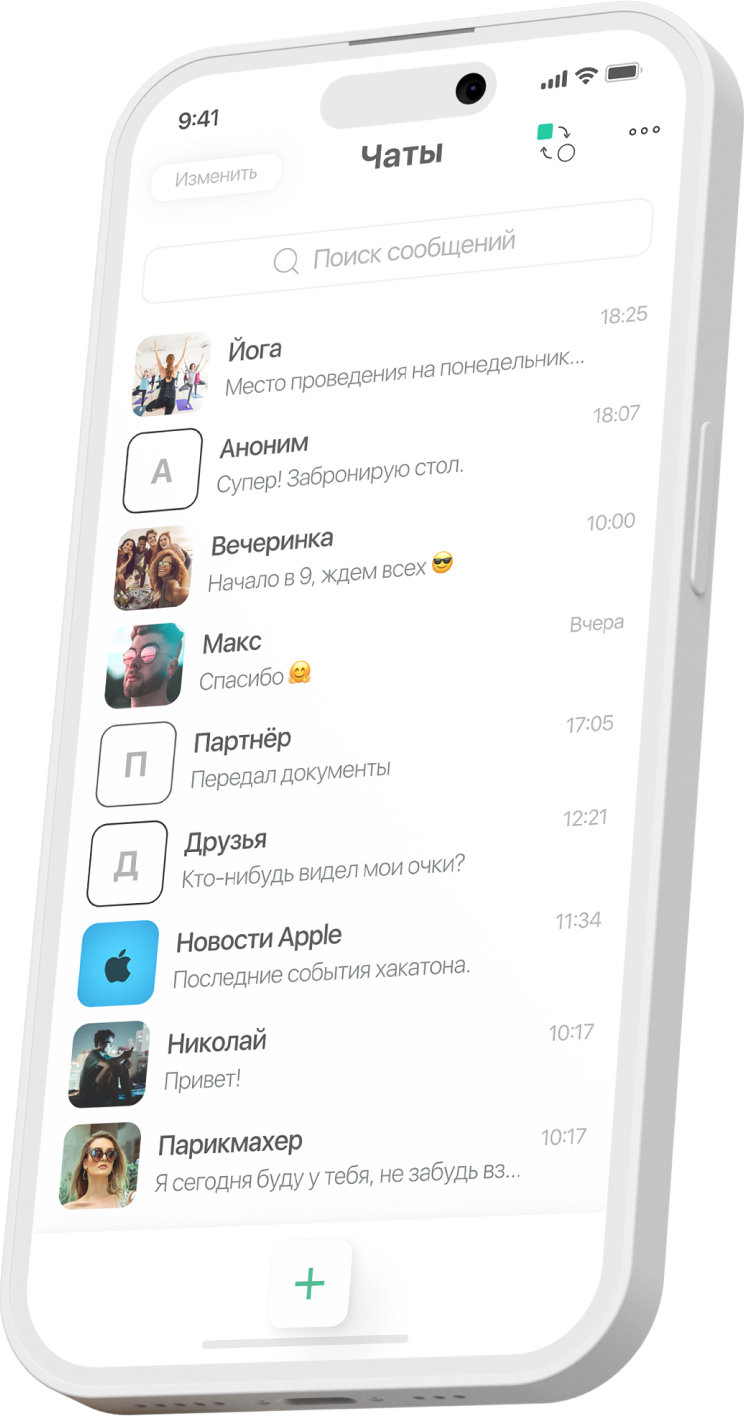 9:41
Изменить
Чаты
Поиск сообщений
Йога
18:25
Место проведения на понедельник...
А
Аноним
18:07
Супер! Забронирую стол.
Вечеринка
10:00
Начало в 9, ждем всех 😎
Макс
Вчера
Спасибо 🤗
П
Партнёр
17:05
Передал документы
Д
Друзья
12:21
Кто-нибудь видел мои очки?
Новости Apple
11:34
Последние события хакатона.
Николай
10:17
Привет!
Парикмахер
10:17
Я сегодня буду у тебя, не забудь вз...